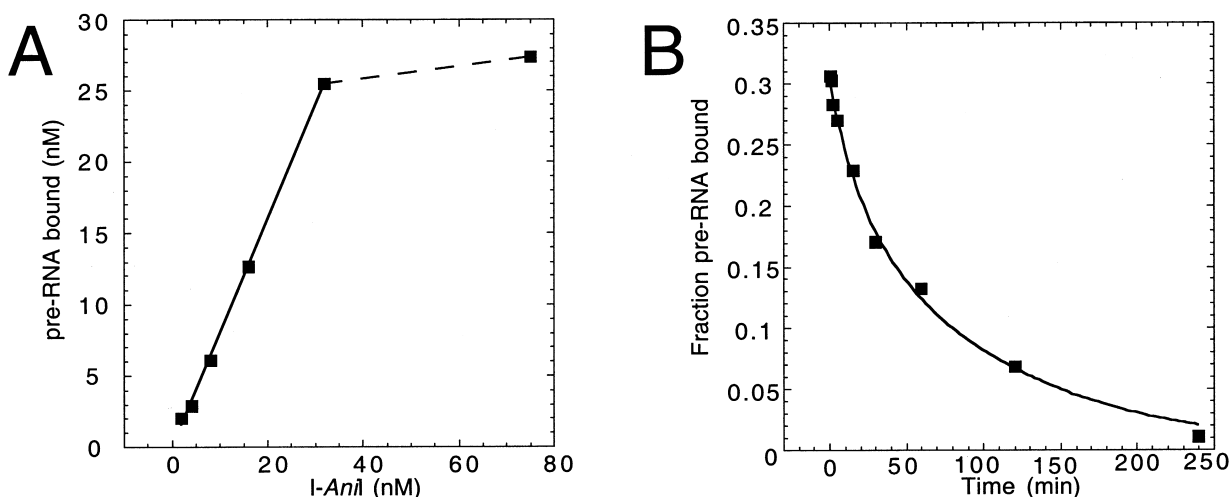 A
30
25
20
15
10
5
0
pre-RNA bound (nM)
0 20 40 60 80
I-AniI (nM)
B
0.35
0.3
0.25
0.2
0.15
0.1
0.05
0
Fraction pre-RNA bound
0 50 100 150 200 250
Time (min)